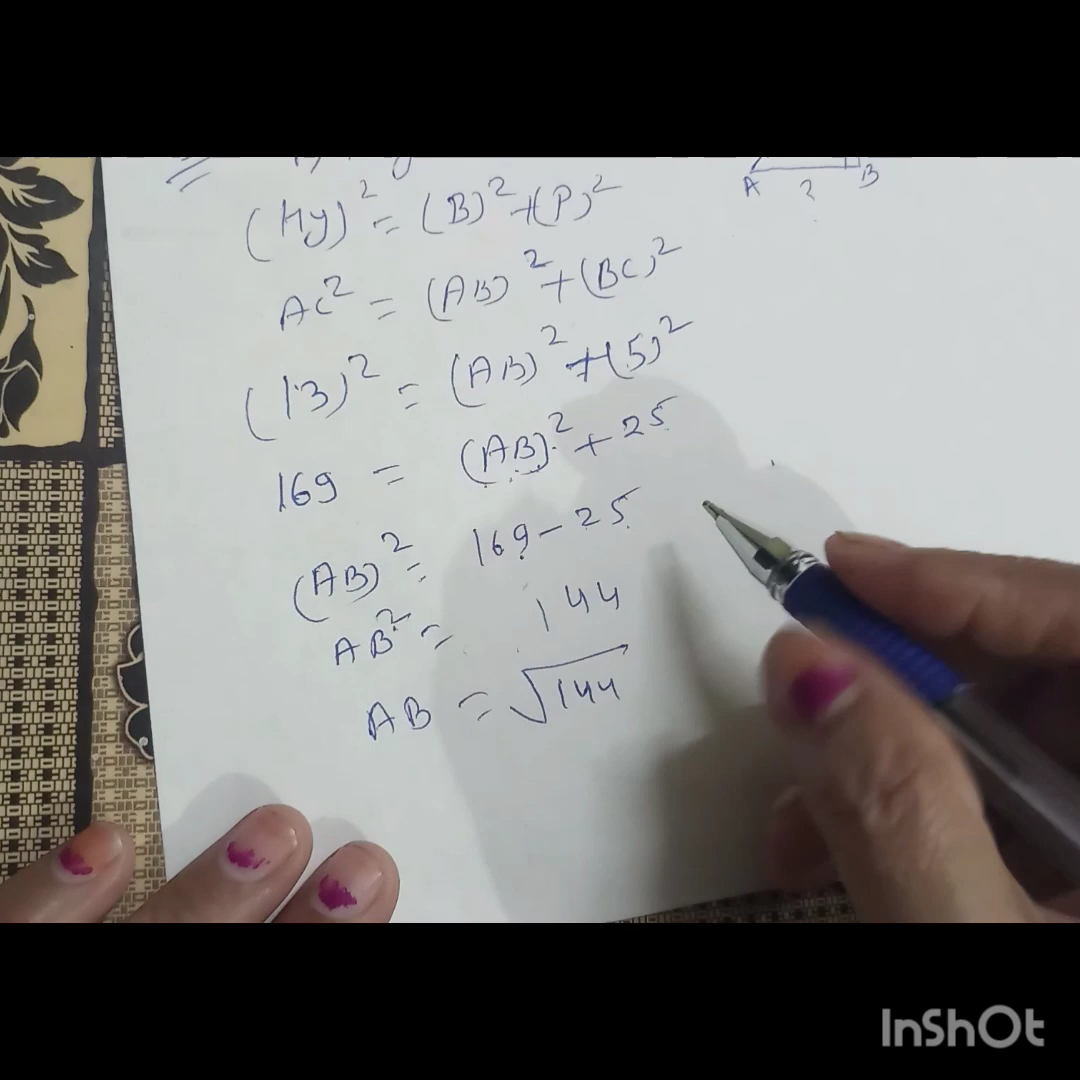 A ? B
(Hy)² = (B)² + (P)²
AC² = (AB)² + (BC)²
(13)² = (AB)² + (5)²
169 = (AB)² + 25
(AB)² = 169 - 25
AB² = 144
AB = √144
InShOt